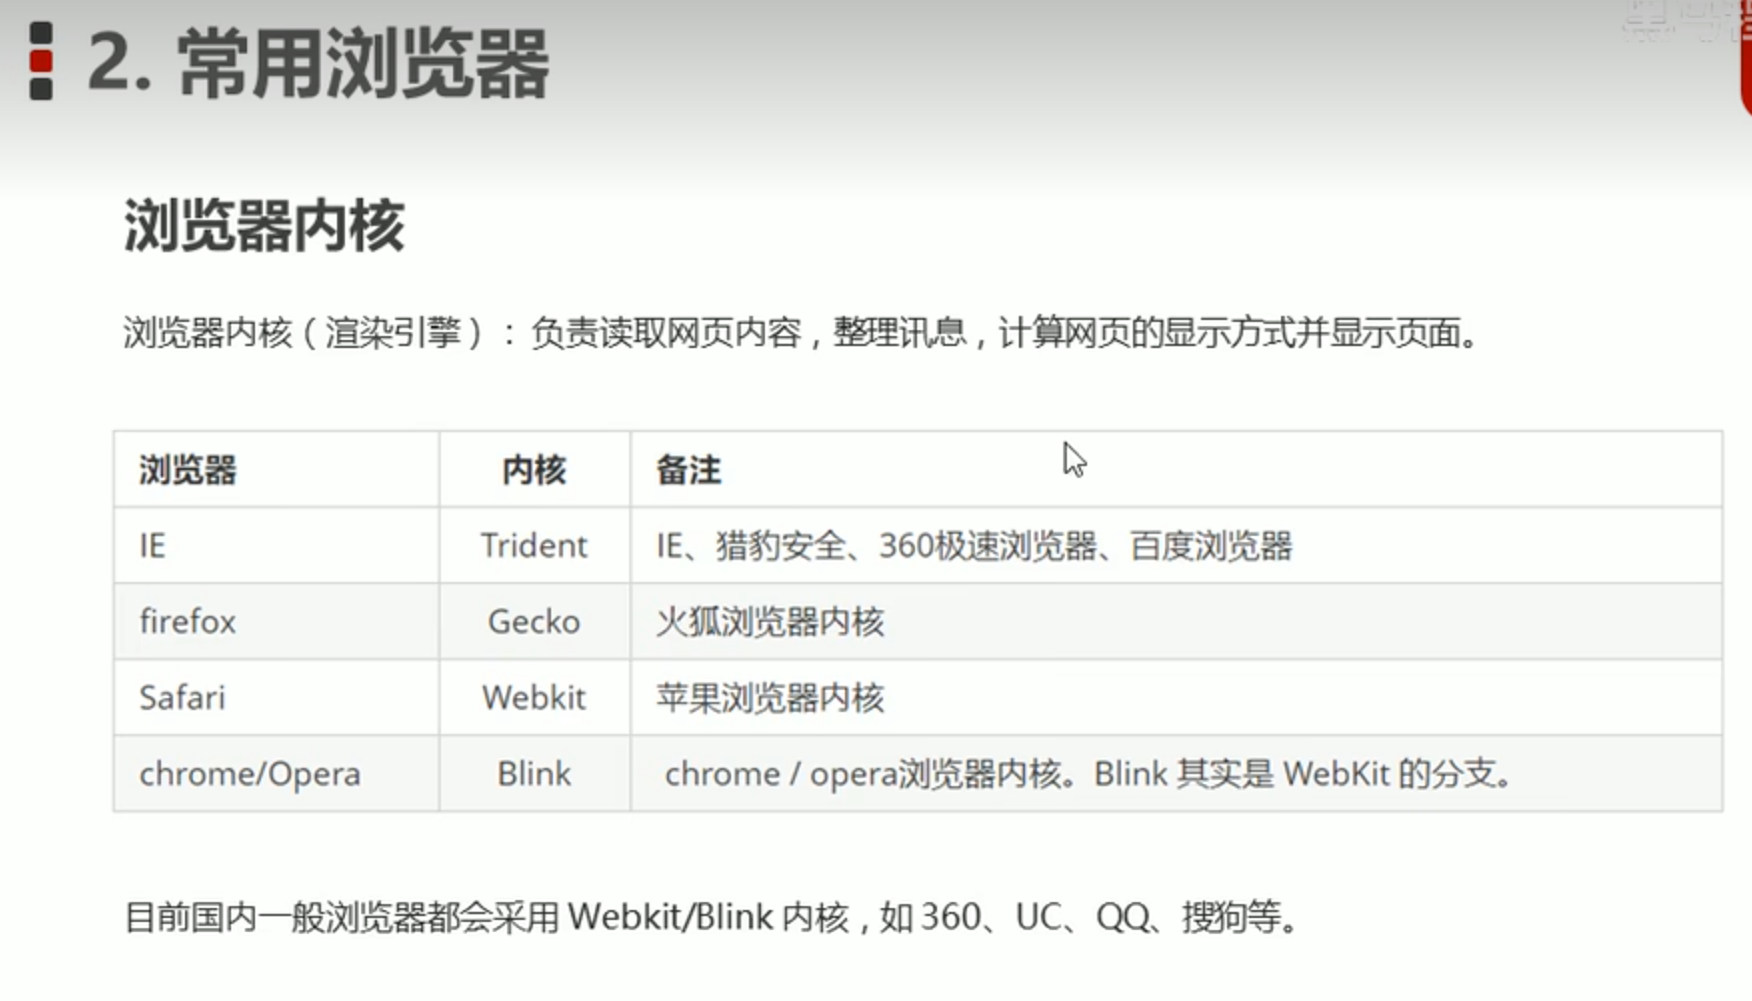 2. 常用浏览器
浏览器内核
浏览器内核（渲染引擎）：负责读取网页内容，整理讯息，计算网页的显示方式并显示页面。
浏览器 内核 备注
IE Trident IE、猎豹安全、360极速浏览器、百度浏览器
firefox Gecko 火狐浏览器内核
Safari Webkit 苹果浏览器内核
chrome/Opera Blink chrome / opera浏览器内核。Blink 其实是 WebKit 的分支。
目前国内一般浏览器都会采用 Webkit/Blink 内核，如 360、UC、QQ、搜狗等。